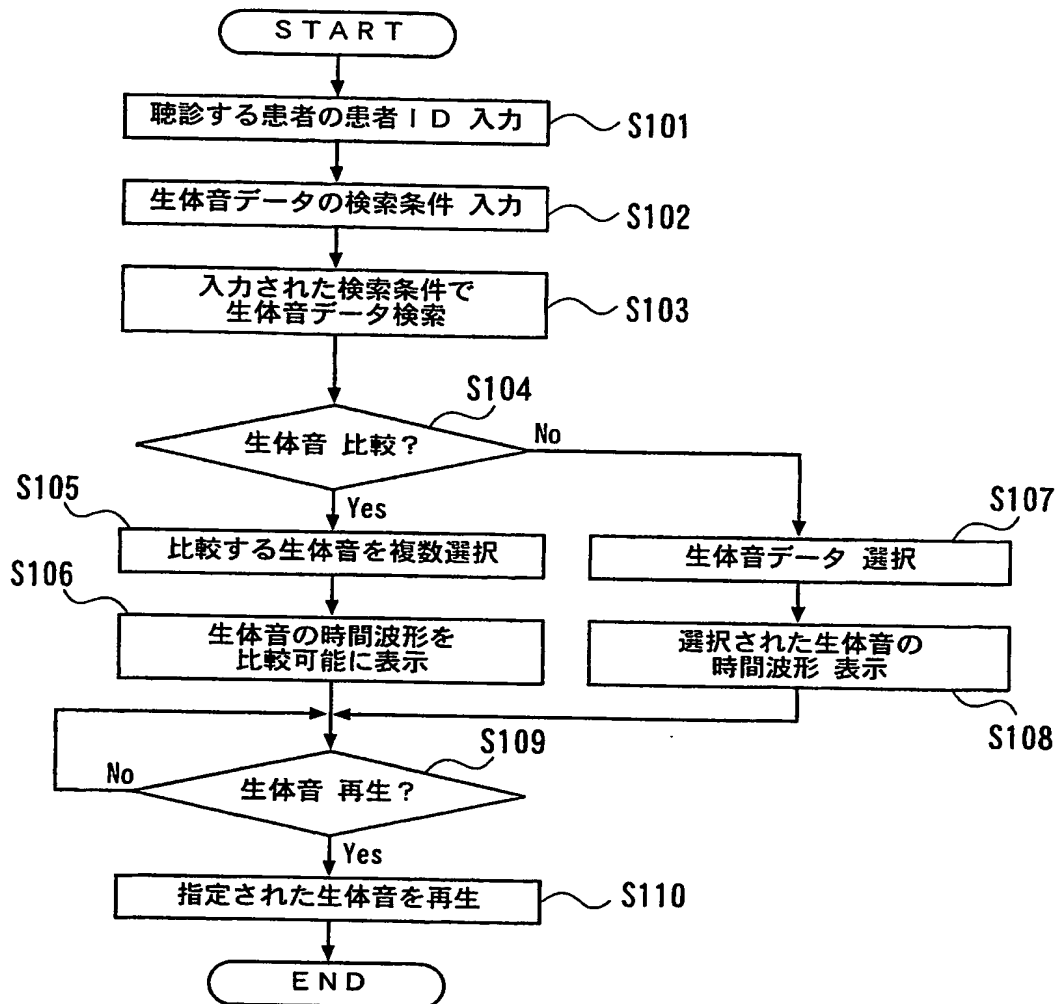 START
聴診する患者の患者ID 入力
S101
生体音データの検索条件 入力
S102
入力された検索条件で
生体音データ検索
S103
S104
生体音 比較?
No
Yes
S105
比較する生体音を複数選択
S107
生体音データ 選択
S106
生体音の時間波形を
比較可能に表示
選択された生体音の
時間波形 表示
S108
S109
生体音 再生?
No
Yes
指定された生体音を再生
S110
END